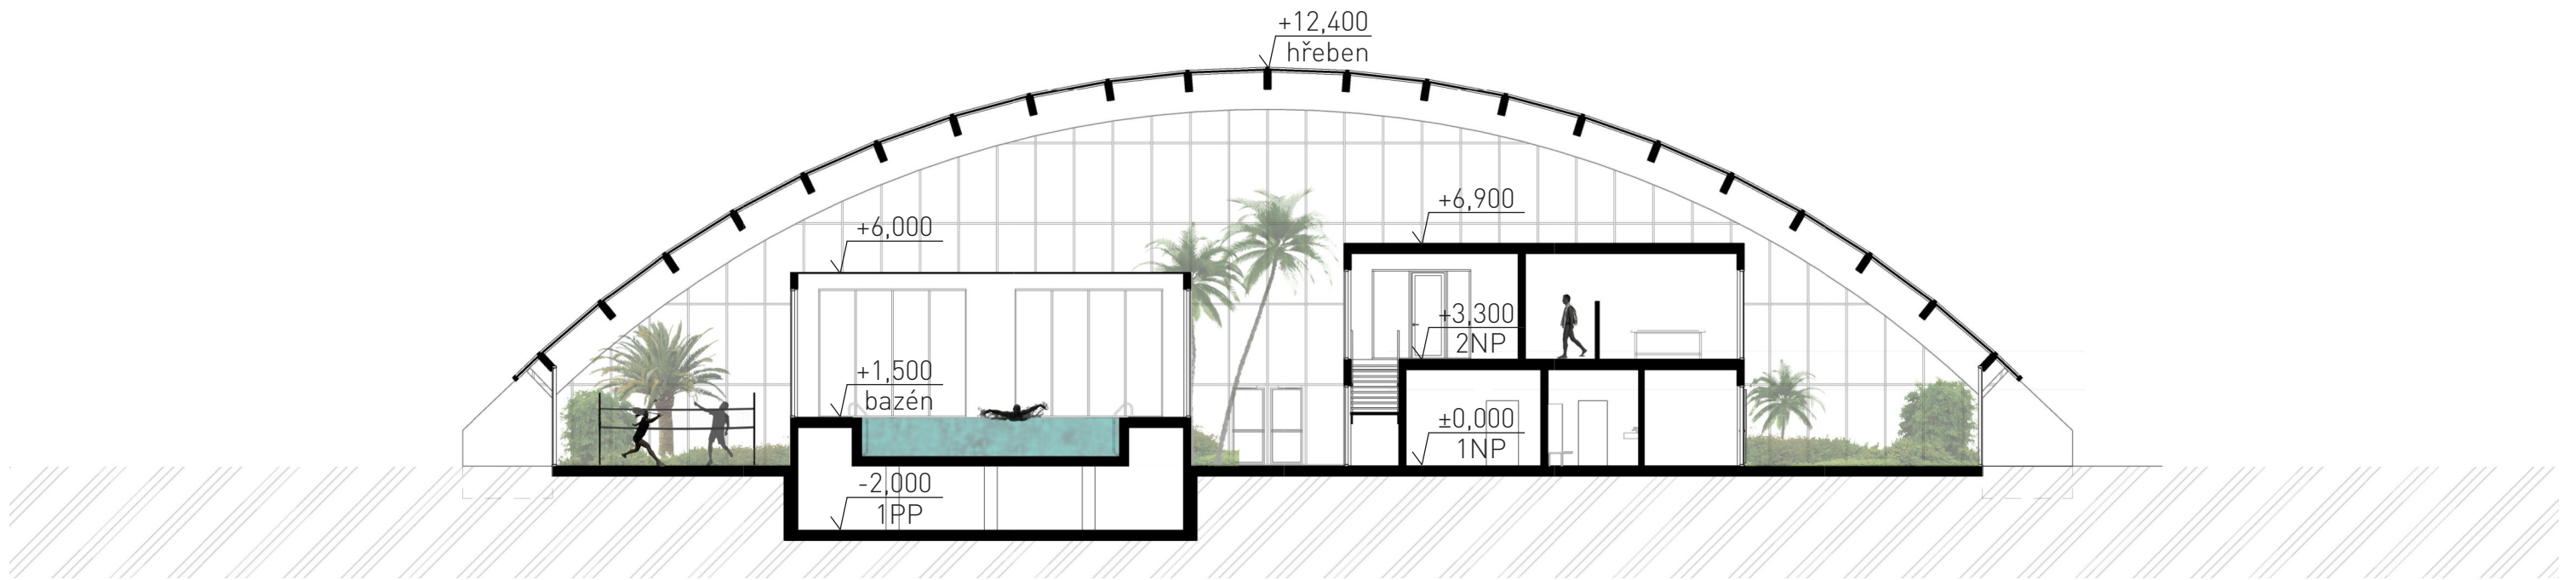 +12,400
hřeben
+6,900
+6,000
+3,300
2NP
+1,500
bazén
±0,000
1NP
-2,000
1PP